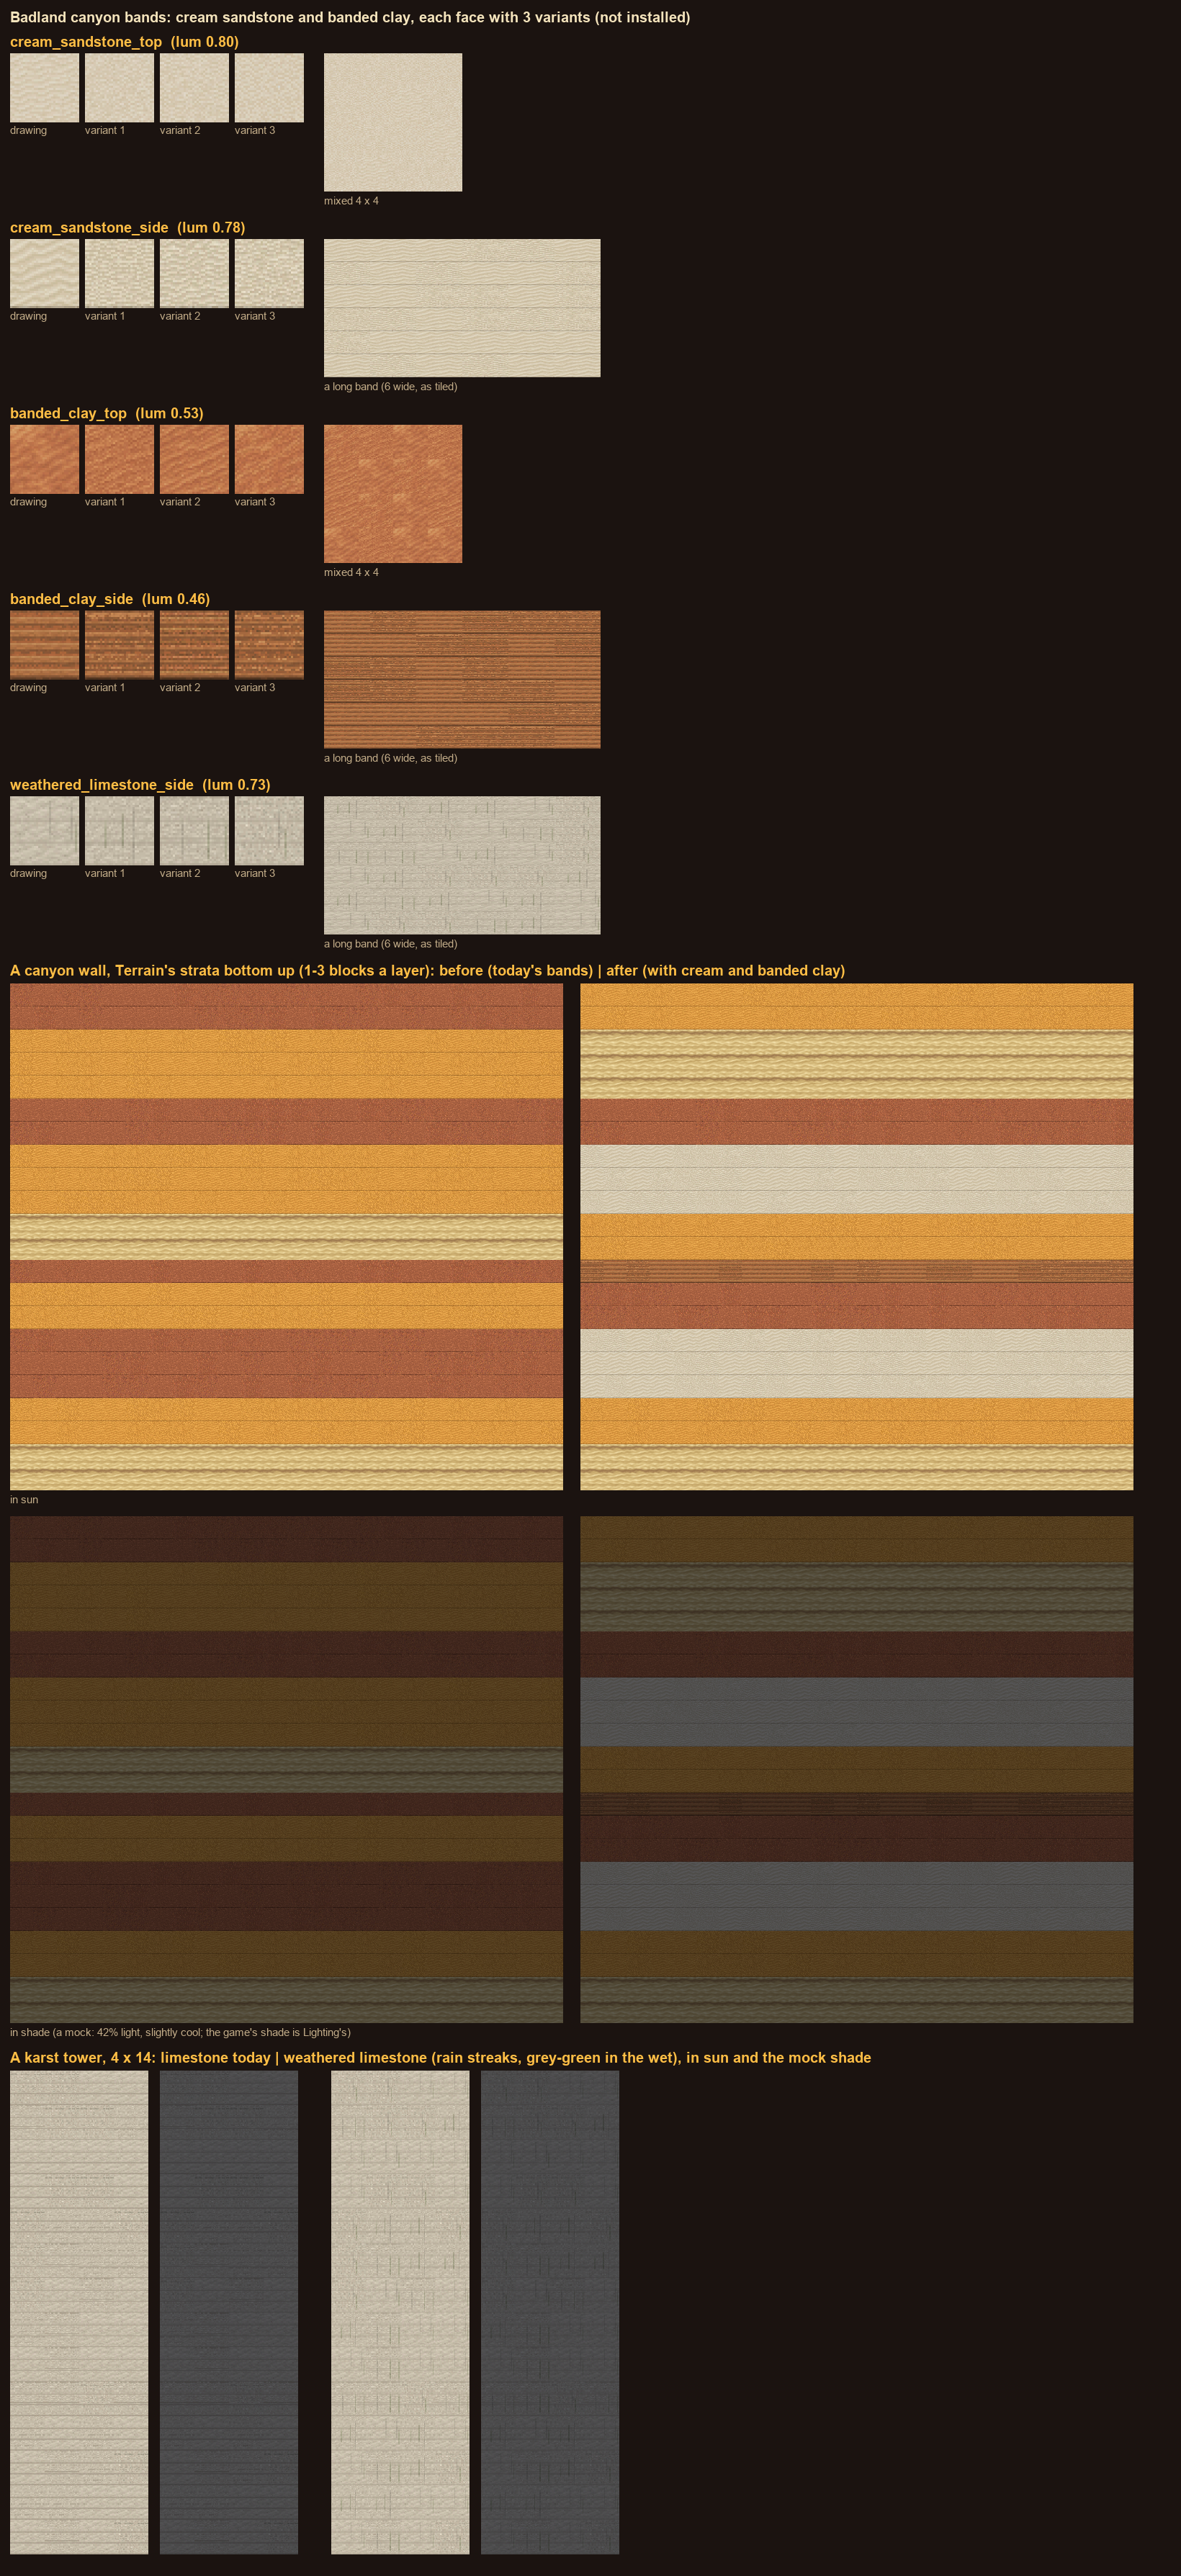 Badland canyon bands: cream sandstone and banded clay, each face with 3 variants (not installed)
cream_sandstone_top (lum 0.80)
drawing variant 1 variant 2 variant 3
mixed 4 x 4
cream_sandstone_side (lum 0.78)
drawing variant 1 variant 2 variant 3
a long band (6 wide, as tiled)
banded_clay_top (lum 0.53)
drawing variant 1 variant 2 variant 3
mixed 4 x 4
banded_clay_side (lum 0.46)
drawing variant 1 variant 2 variant 3
a long band (6 wide, as tiled)
weathered_limestone_side (lum 0.73)
drawing variant 1 variant 2 variant 3
a long band (6 wide, as tiled)
A canyon wall, Terrain's strata bottom up (1-3 blocks a layer): before (today's bands) | after (with cream and banded clay)
in sun
in shade (a mock: 42% light, slightly cool; the game's shade is Lighting's)
A karst tower, 4 x 14: limestone today | weathered limestone (rain streaks, grey-green in the wet), in sun and the mock shade